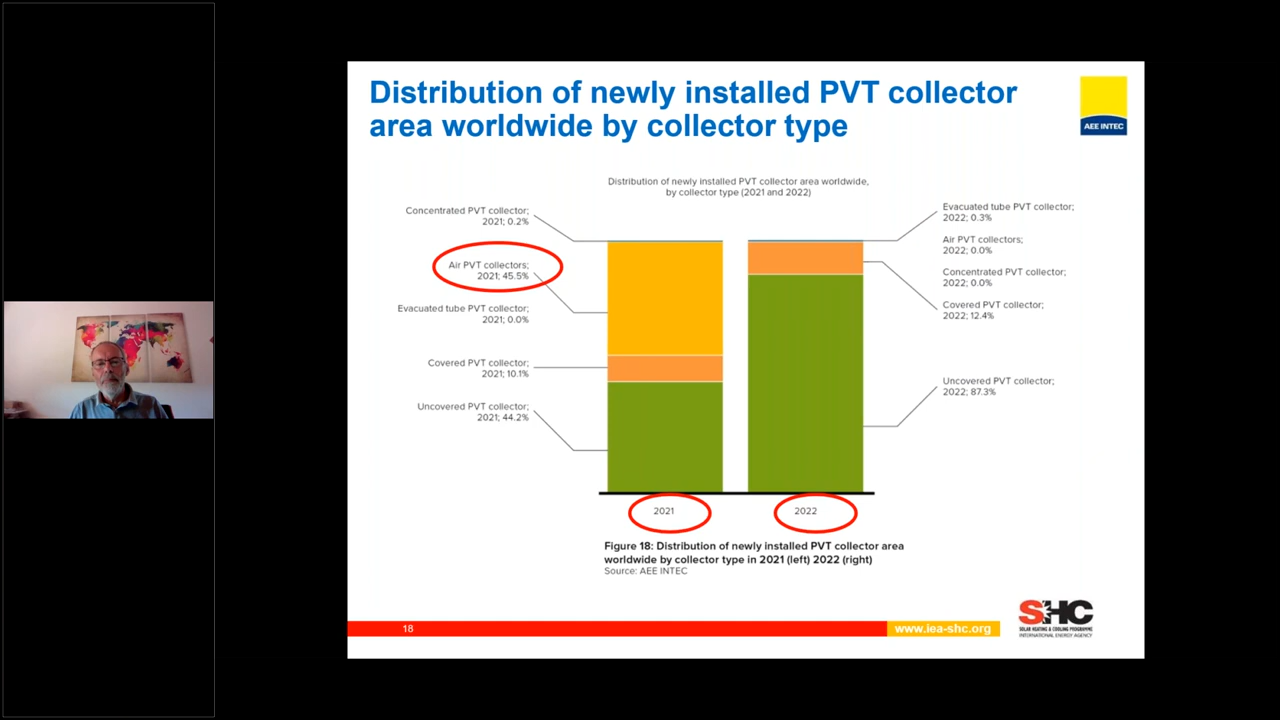 Distribution of newly installed PVT collector
area worldwide by collector type
AEE INTEC
Distribution of newly installed PVT collector area worldwide,
by collector type (2021 and 2022)
Concentrated PVT collector;
2021; 0.2%
Air PVT collectors;
2021; 45.5%
Evacuated tube PVT collector;
2021; 0.0%
Covered PVT collector;
2021; 10.1%
Uncovered PVT collector;
2021; 44.2%
Evacuated tube PVT collector;
2022; 0.3%
Air PVT collectors;
2022; 0.0%
Concentrated PVT collector;
2022; 0.0%
Covered PVT collector;
2022; 12.4%
Uncovered PVT collector;
2022; 87.3%
2021
2022
Figure 18: Distribution of newly installed PVT collector area
worldwide by collector type in 2021 (left) 2022 (right)
Source: AEE INTEC
18
www.iea-shc.org
SHC
SOLAR HEATING & COOLING PROGRAMME
INTERNATIONAL ENERGY AGENCY